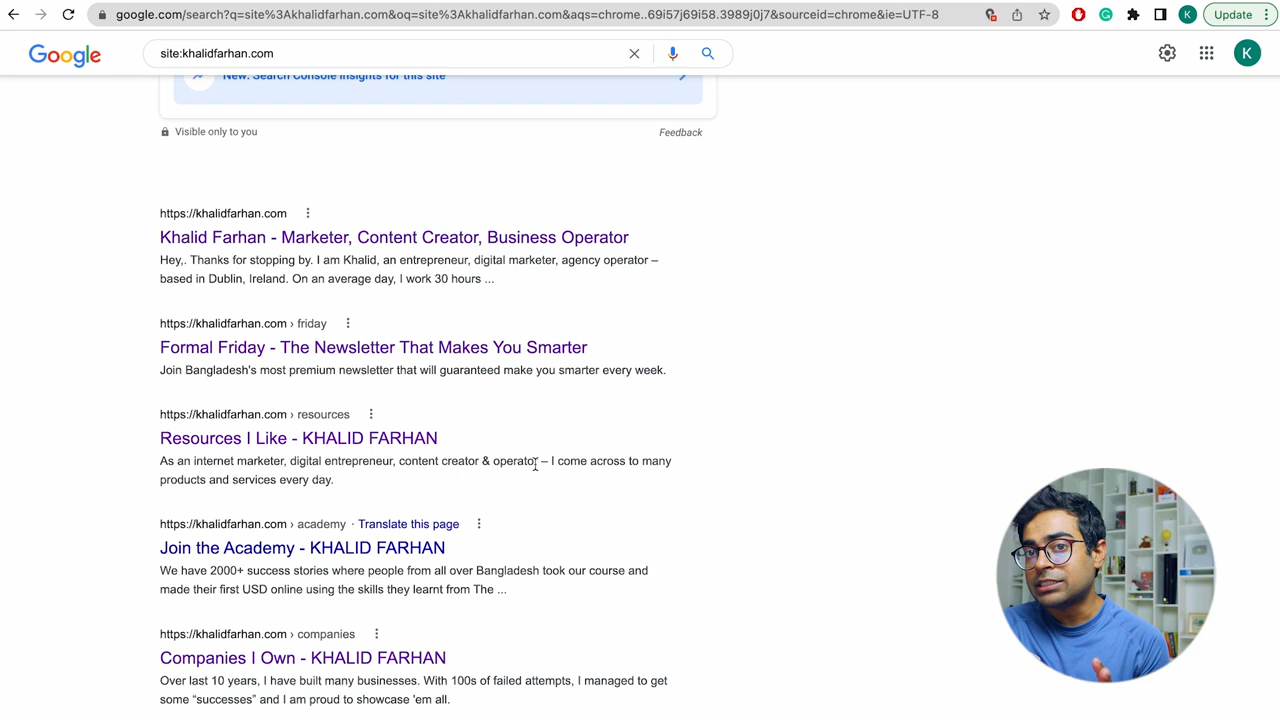 google.com/search?q=site%3Akhalidfarhan.com&oq=site%3Akhalidfarhan.com&aqs=chrome..69i57j69i58.3989j0j7&sourceid=chrome&ie=UTF-8
K
Update
Google
site:khalidfarhan.com
K
New: Search Console Insights for this site
Visible only to you
Feedback
https://khalidfarhan.com
Khalid Farhan - Marketer, Content Creator, Business Operator
Hey,. Thanks for stopping by. I am Khalid, an entrepreneur, digital marketer, agency operator –
based in Dublin, Ireland. On an average day, I work 30 hours ...
https://khalidfarhan.com › friday
Formal Friday - The Newsletter That Makes You Smarter
Join Bangladesh's most premium newsletter that will guaranteed make you smarter every week.
https://khalidfarhan.com › resources
Resources I Like - KHALID FARHAN
As an internet marketer, digital entrepreneur, content creator & operator – I come across to many
products and services every day.
https://khalidfarhan.com › academy · Translate this page
Join the Academy - KHALID FARHAN
We have 2000+ success stories where people from all over Bangladesh took our course and
made their first USD online using the skills they learnt from The ...
https://khalidfarhan.com › companies
Companies I Own - KHALID FARHAN
Over last 10 years, I have built many businesses. With 100s of failed attempts, I managed to get
some “successes” and I am proud to showcase 'em all.